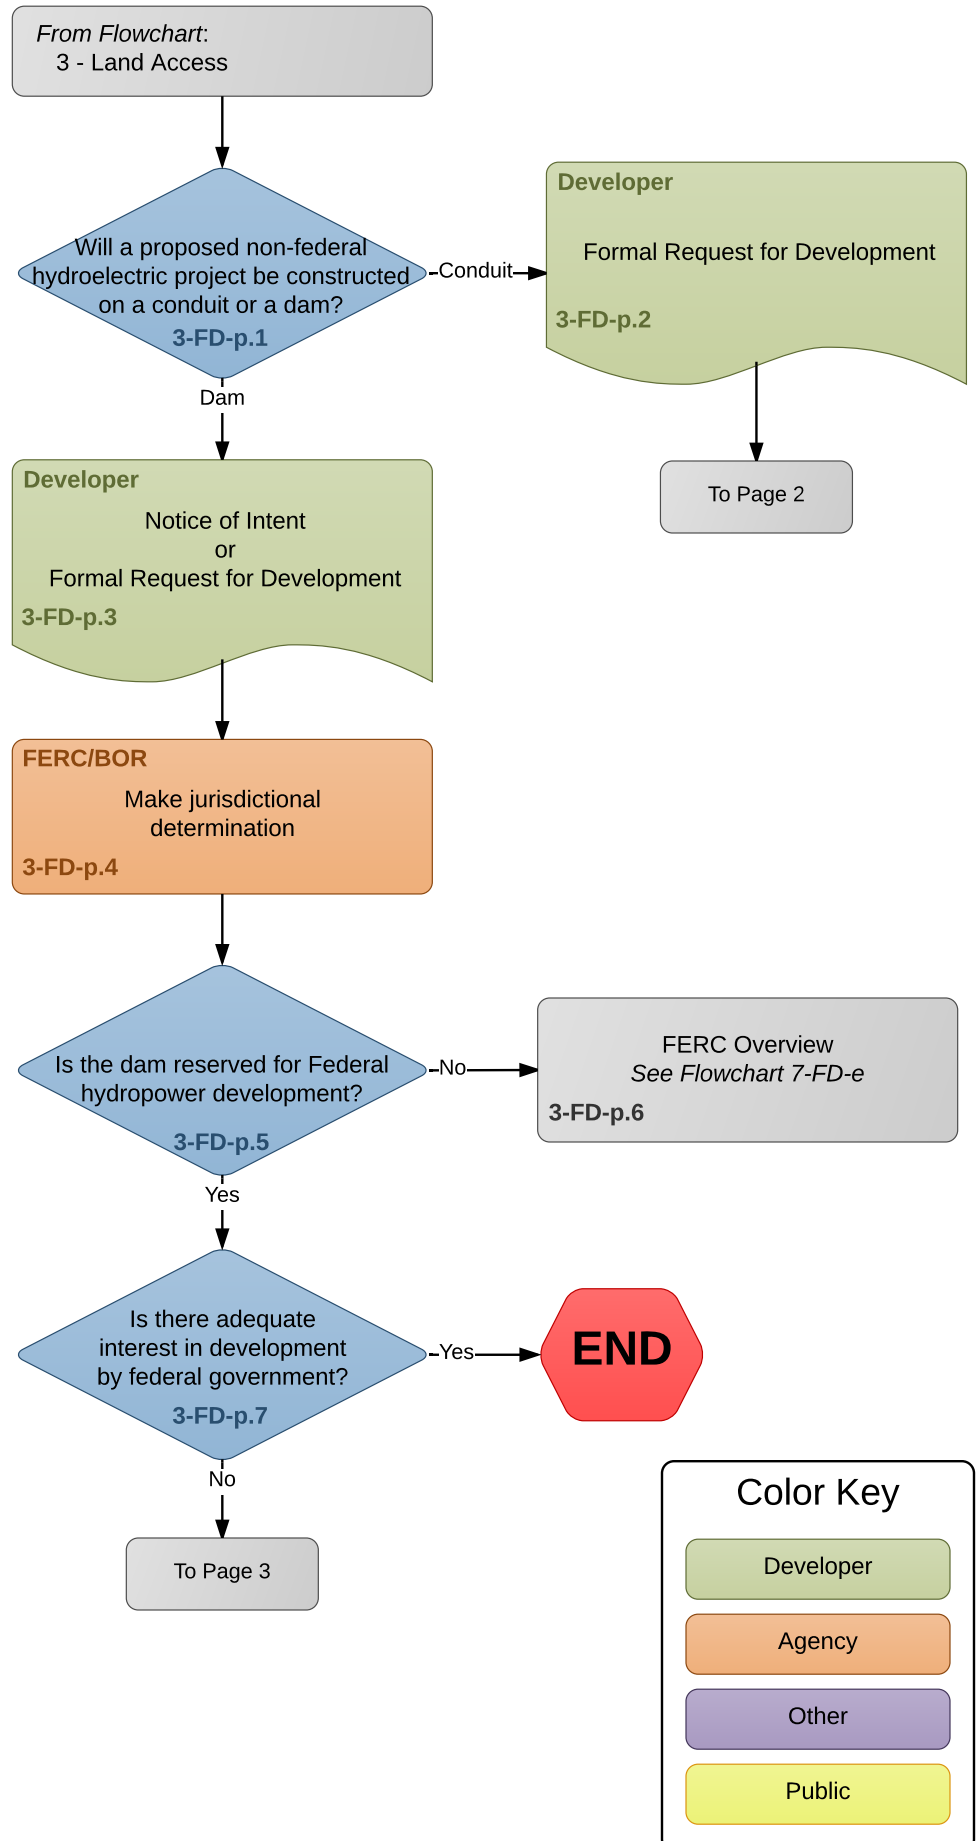 From Flowchart:
3 - Land Access
Will a proposed non-federal
hydroelectric project be constructed
on a conduit or a dam?
3-FD-p.1
Conduit
Developer
Formal Request for Development
3-FD-p.2
To Page 2
Dam
Developer
Notice of Intent
or
Formal Request for Development
3-FD-p.3
FERC/BOR
Make jurisdictional
determination
3-FD-p.4
Is the dam reserved for Federal
hydropower development?
3-FD-p.5
No
FERC Overview
See Flowchart 7-FD-e
3-FD-p.6
Yes
Is there adequate
interest in development
by federal government?
3-FD-p.7
Yes
END
No
To Page 3
Color Key
Developer
Agency
Other
Public